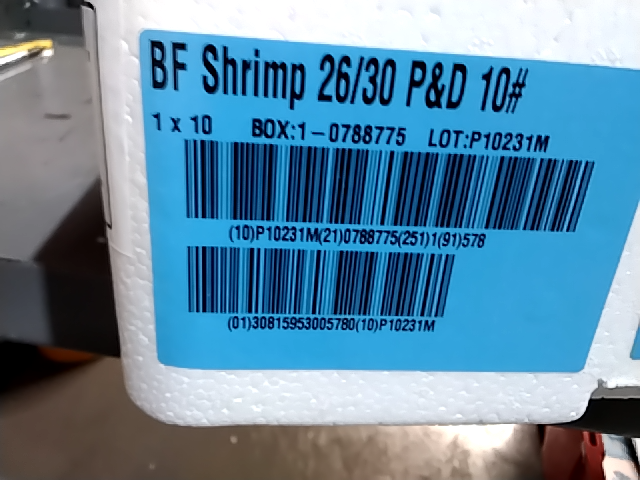 BF Shrimp 26/30 P&D 10#
1 x 10 BOX:1-0788775 LOT:P10231M
(10)P10231M(21)0788775(251)1(91)578
(01)30815953005780(10)P10231M